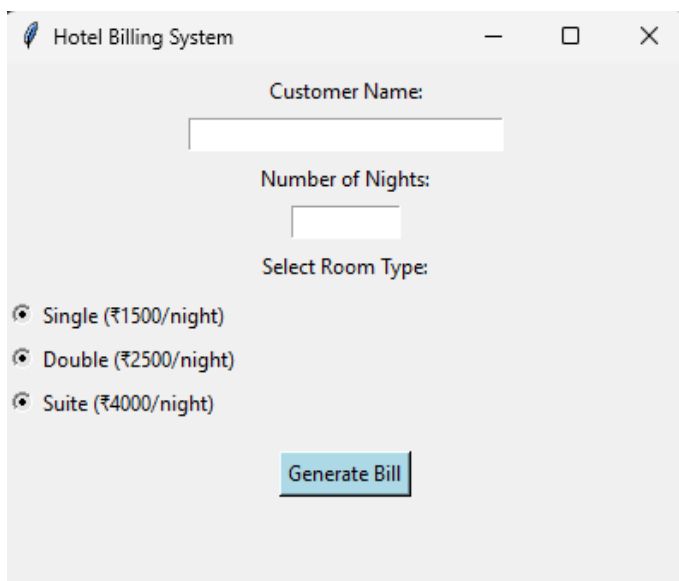 Hotel Billing System
Customer Name:
Number of Nights:
Select Room Type:
Single (₹1500/night)
Double (₹2500/night)
Suite (₹4000/night)
Generate Bill